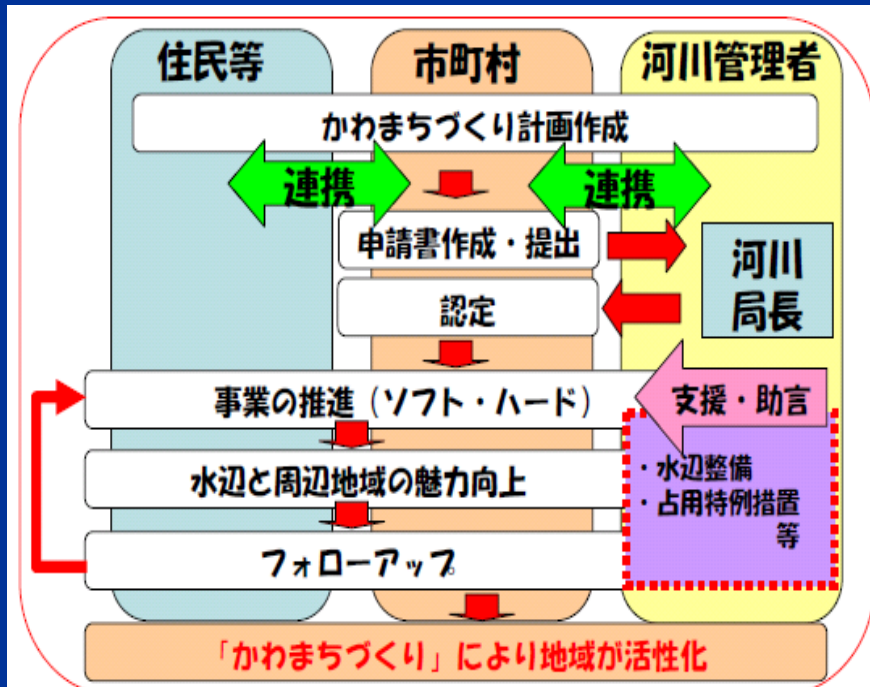 住民等
市町村
河川管理者
かわまちづくり計画作成
連携
連携
申請書作成・提出
河川
局長
認定
事業の推進（ソフト・ハード）
支援・助言
・水辺整備
・占用特例措置
等
水辺と周辺地域の魅力向上
フォローアップ。
「かわまちづくり」により地域が活性化